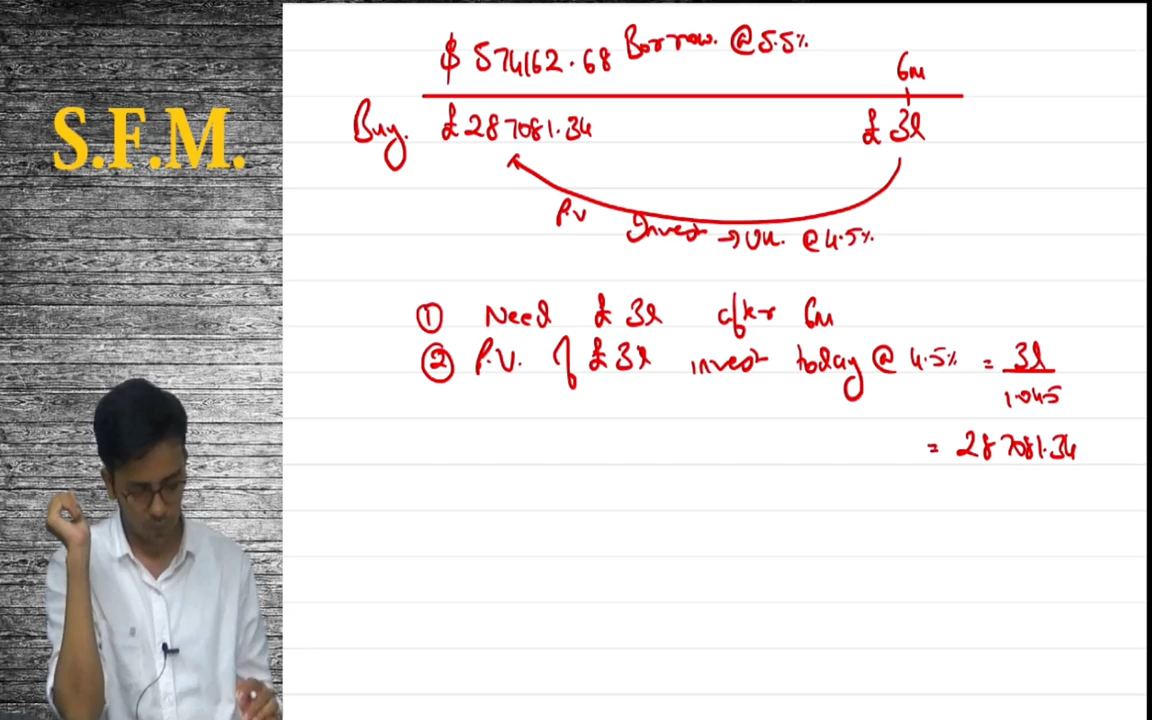 $ 574162.68 Borrow. @5.5%
6m
S.F.M.
Buy. £287081.34 £ 3l
P.V Invest → UK. @4.5%
① Need £ 3l after 6m
② P.V. of £3l invest today @ 4.5% = 3l
1.045
= 287081.34